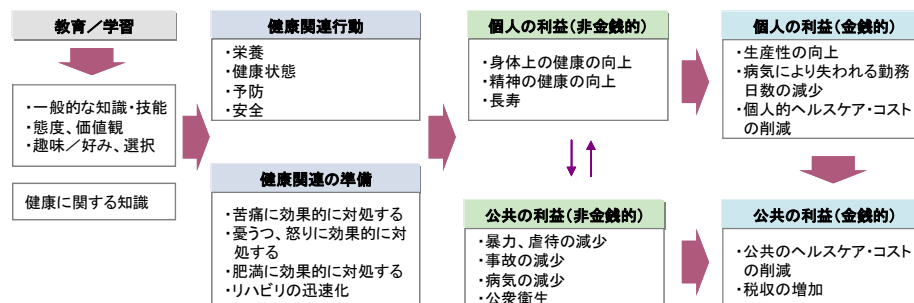 教育／学習
・一般的な知識・技能
・態度、価値観
・趣味／好み、選択
健康に関する知識
健康関連行動
・栄養
・健康状態
・予防
・安全
健康関連の準備
・苦痛に効果的に対処する
・憂うつ、怒りに効果的に対
処する
・肥満に効果的に対処する
・リハビリの迅速化
個人の利益(非金銭的)
・身体上の健康の向上
・精神の健康の向上
・長寿
公共の利益(非金銭的)
・暴力、虐待の減少
・事故の減少
・病気の減少
・公衆衛生
個人の利益(金銭的)
・生産性の向上
・病気により失われる勤務
日数の減少
・個人的ヘルスケア・コスト
の削減
公共の利益(金銭的)
・公共のヘルスケア・コスト
の削減
・税収の増加